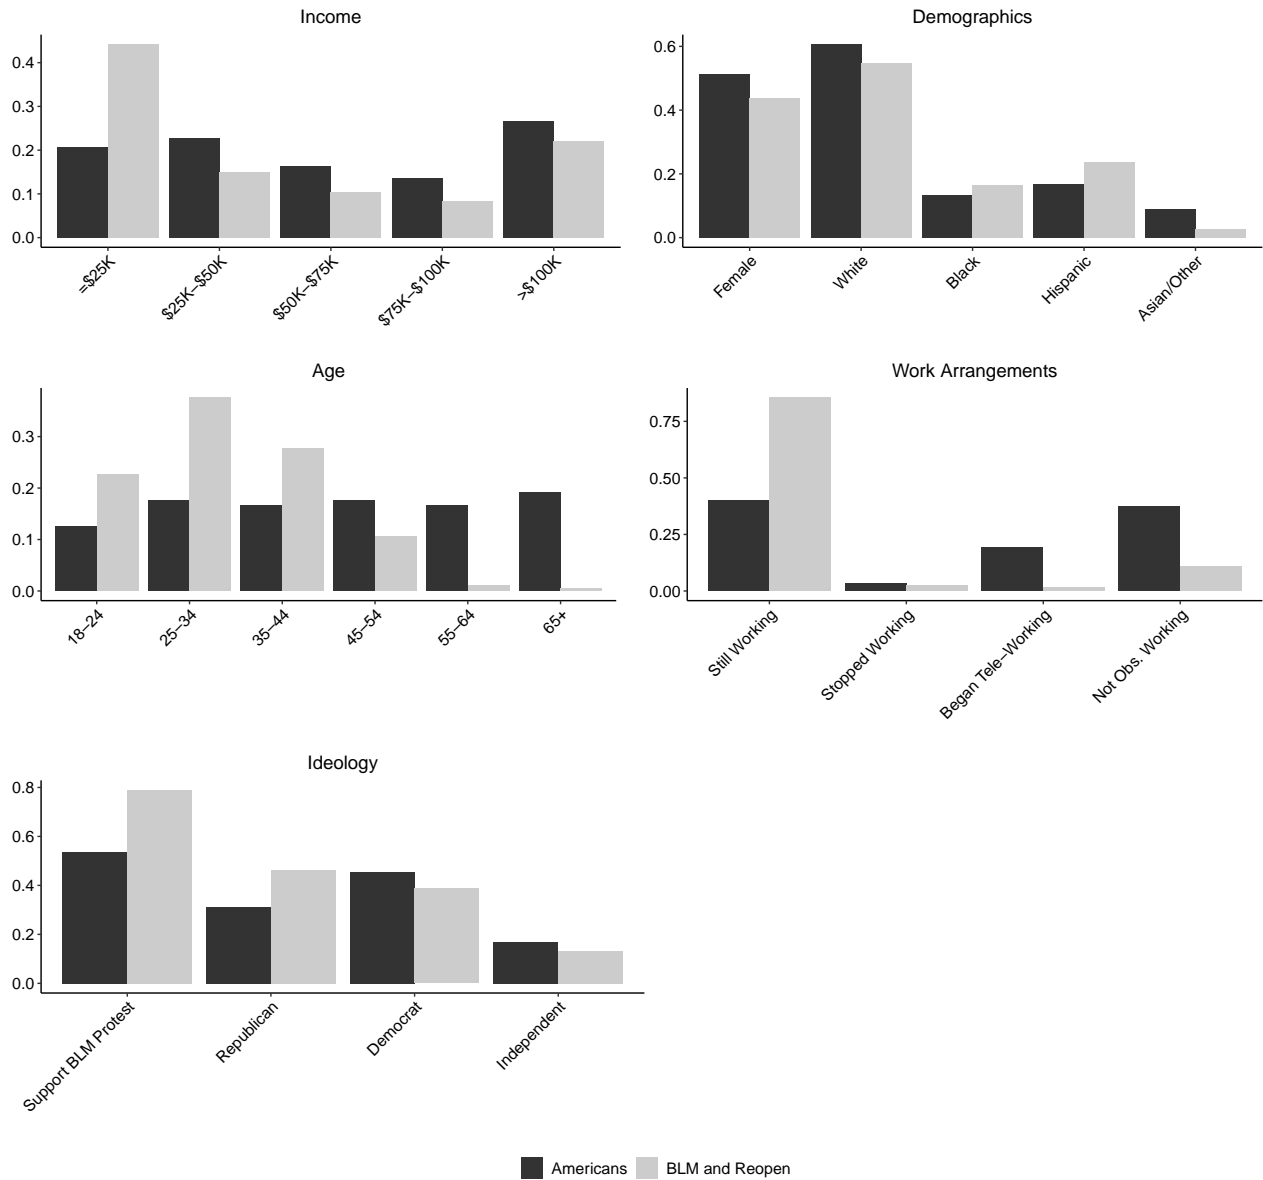 Income
0.4
0.3
0.2
0.1
0.0
=$25K
$25K–$50K
$50K–$75K
$75K–$100K
>$100K
Demographics
0.6
0.4
0.2
0.0
Female
White
Black
Hispanic
Asian/Other
Age
0.3
0.2
0.1
0.0
18–24
25–34
35–44
45–54
55–64
65+
Work Arrangements
0.75
0.50
0.25
0.00
Still Working
Stopped Working
Began Tele–Working
Not Obs. Working
Ideology
0.8
0.6
0.4
0.2
0.0
Support BLM Protest
Republican
Democrat
Independent
Americans
BLM and Reopen